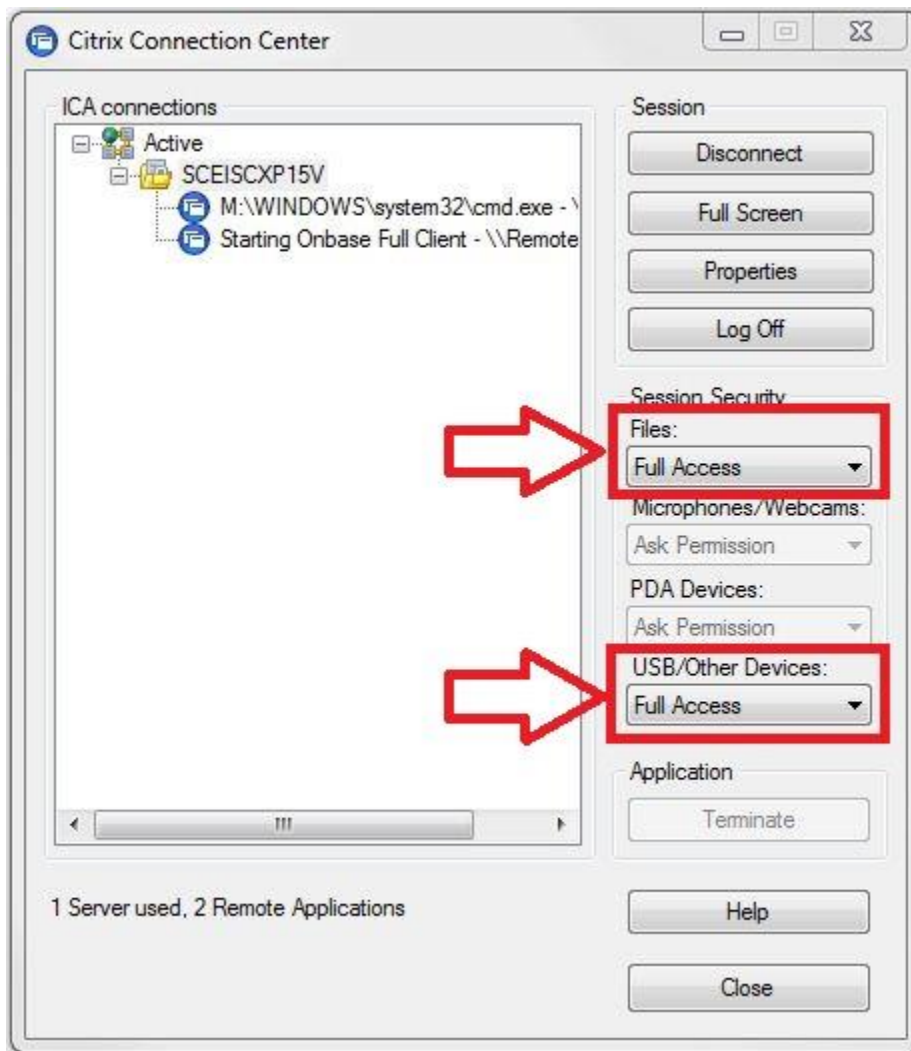 Citrix Connection Center
ICA connections
Active
SCEISCXP15V
M:\WINDOWS\system32\cmd.exe - \
Starting Onbase Full Client - \\Remote
Session
Disconnect
Full Screen
Properties
Log Off
Session Security
Files:
Full Access
Microphones/Webcams:
Ask Permission
PDA Devices:
Ask Permission
USB/Other Devices:
Full Access
Application
Terminate
1 Server used, 2 Remote Applications
Help
Close